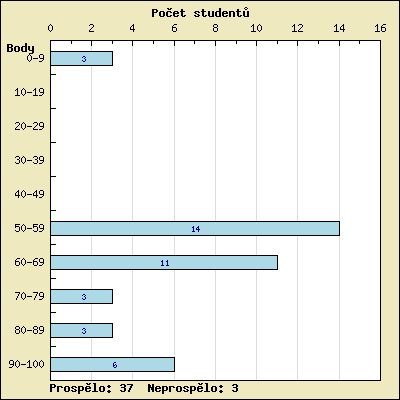 Počet studentů
0 2 4 6 8 10 12 14 16
Body
0-9 3
10-19
20-29
30-39
40-49
50-59 14
60-69 11
70-79 3
80-89 3
90-100 6
Prospělo: 37 Neprospělo: 3